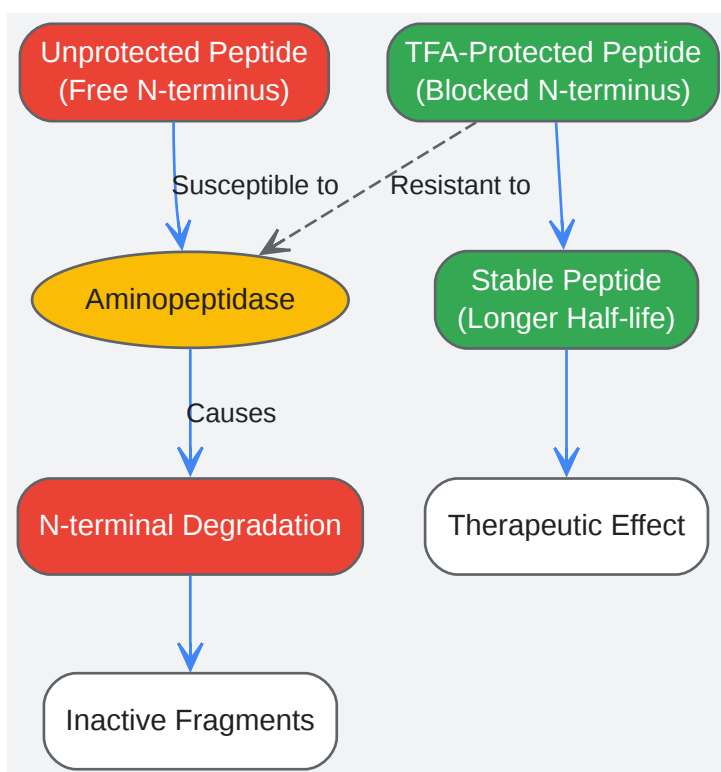 Unprotected Peptide
(Free N-terminus)
TFA-Protected Peptide
(Blocked N-terminus)
Susceptible to
Resistant to
Aminopeptidase
Stable Peptide
(Longer Half-life)
Causes
N-terminal Degradation
Therapeutic Effect
Inactive Fragments